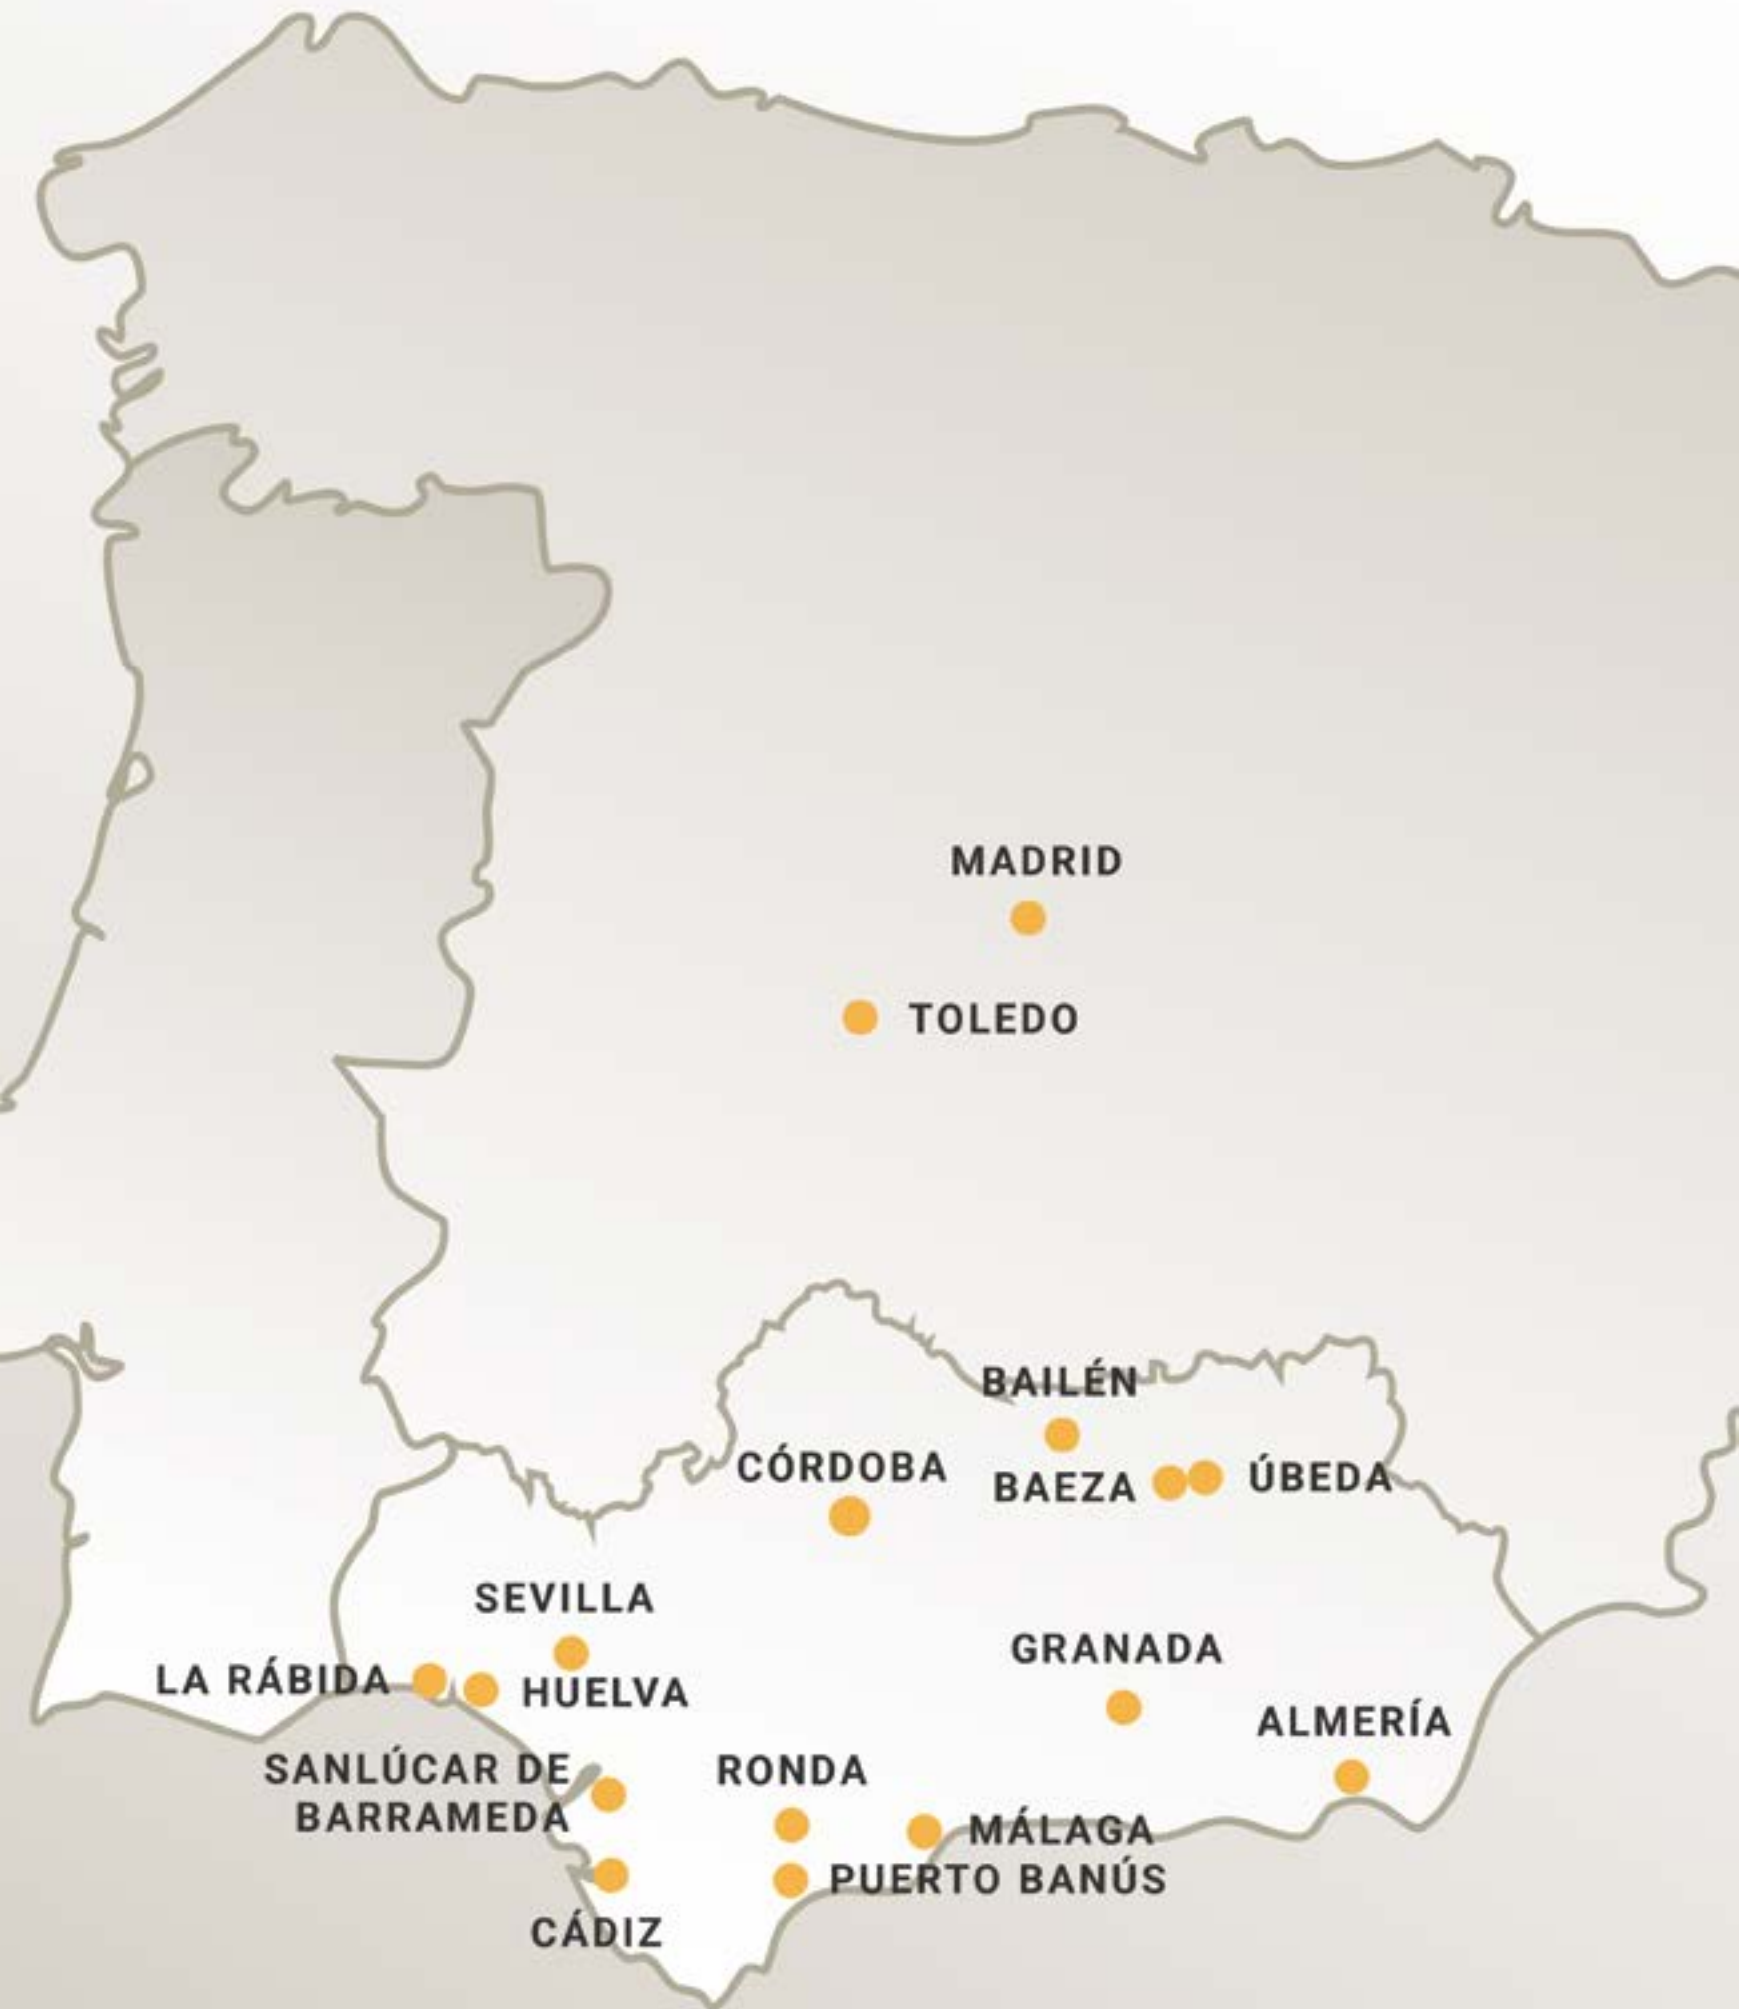 MADRID
TOLEDO
BAILÉN
CÓRDOBA
BAEZA
ÚBEDA
SEVILLA
GRANADA
LA RÁBIDA
HUELVA
ALMERÍA
SANLÚCAR DE
BARRAMEDA
RONDA
MÁLAGA
PUERTO BANÚS
CÁDIZ